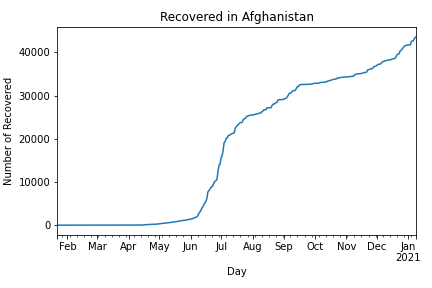 Recovered in Afghanistan
Number of Recovered
40000
30000
20000
10000
0
Feb Mar Apr May Jun Jul Aug Sep Oct Nov Dec Jan
2021
Day